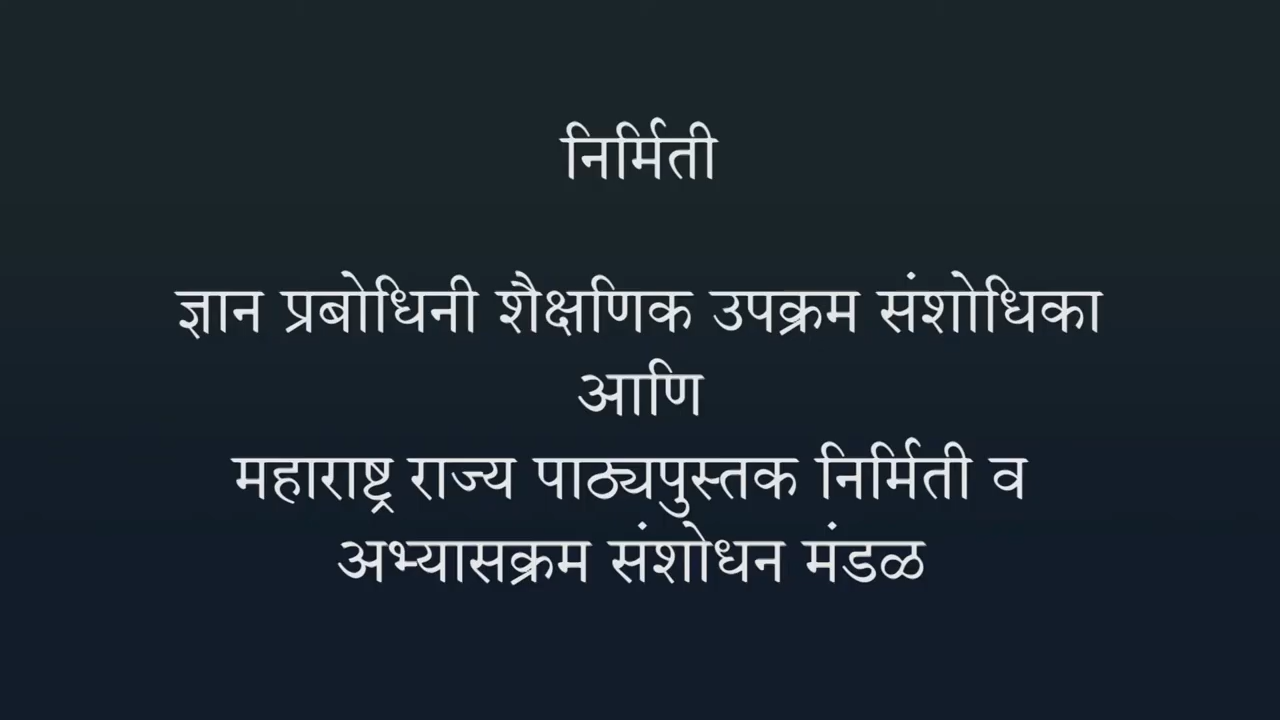 निर्मिती
ज्ञान प्रबोधिनी शैक्षणिक उपक्रम संशोधिका
आणि
महाराष्ट्र राज्य पाठ्यपुस्तक निर्मिती व
अभ्यासक्रम संशोधन मंडळ